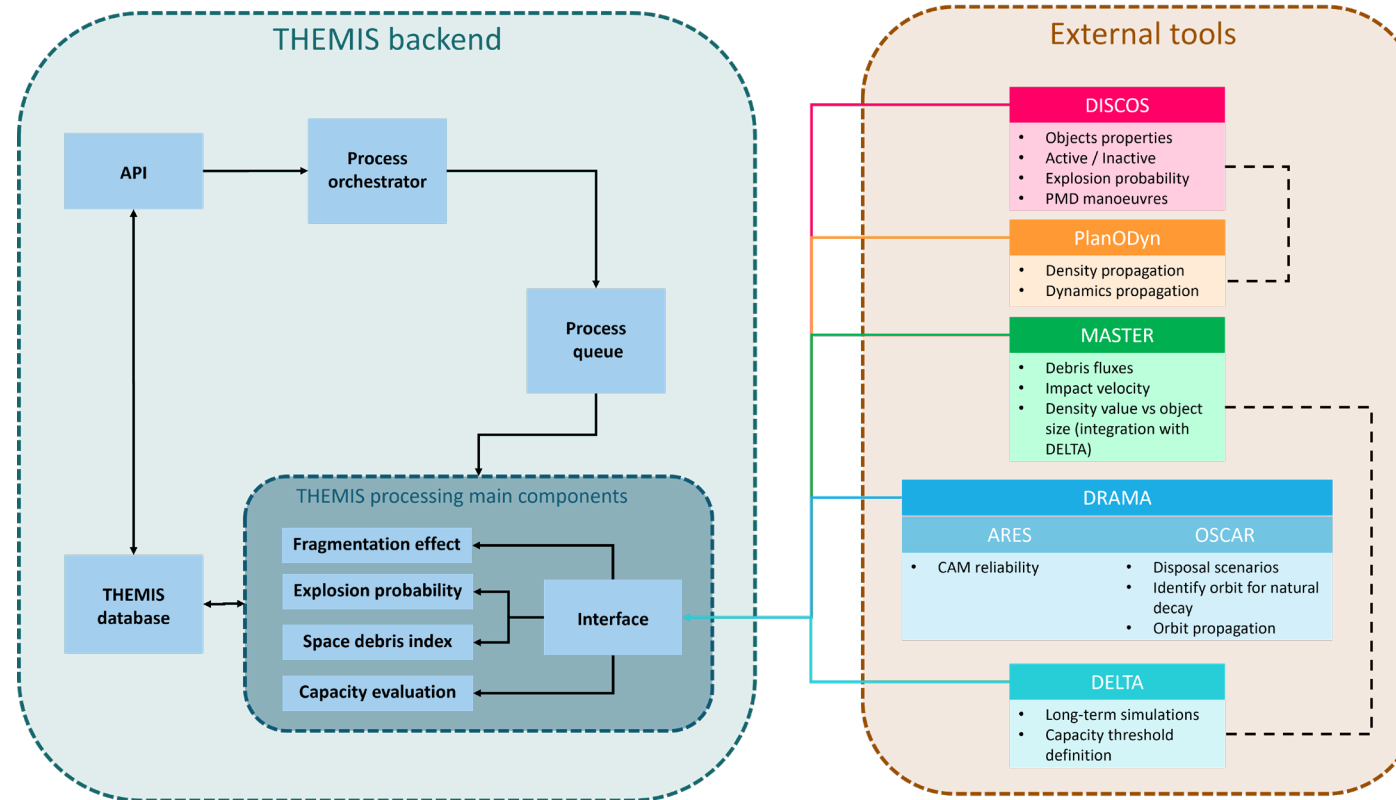 THEMIS backend
API
Process
orchestrator
Process
queue
THEMIS
database
THEMIS processing main components
Fragmentation effect
Explosion probability
Space debris index
Capacity evaluation
Interface
External tools
DISCOS
• Objects properties
• Active / Inactive
• Explosion probability
• PMD manoeuvres
PlanODyn
• Density propagation
• Dynamics propagation
MASTER
• Debris fluxes
• Impact velocity
• Density value vs object
size (integration with
DELTA)
DRAMA
ARES
• CAM reliability
OSCAR
• Disposal scenarios
• Identify orbit for natural
decay
• Orbit propagation
DELTA
• Long-term simulations
• Capacity threshold
definition